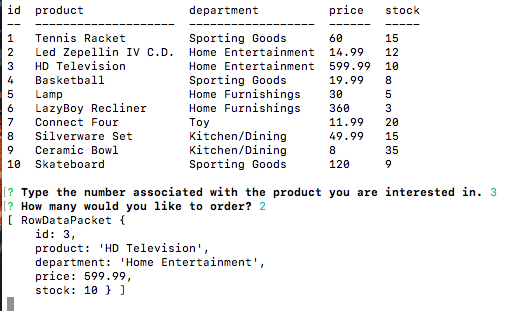 id  product               department          price   stock
--  --------------------  ------------------  ------  -----
1   Tennis Racket         Sporting Goods      60      15
2   Led Zepellin IV C.D.  Home Entertainment  14.99   12
3   HD Television         Home Entertainment  599.99  10
4   Basketball            Sporting Goods      19.99   8
5   Lamp                  Home Furnishings    30      5
6   LazyBoy Recliner      Home Furnishings    360     3
7   Connect Four          Toy                 11.99   20
8   Silverware Set        Kitchen/Dining      49.99   15
9   Ceramic Bowl          Kitchen/Dining      8       35
10  Skateboard            Sporting Goods      120     9
[? Type the number associated with the product you are interested in. 3
[? How many would you like to order? 2
[ RowDataPacket {
    id: 3,
    product: 'HD Television',
    department: 'Home Entertainment',
    price: 599.99,
    stock: 10 } ]